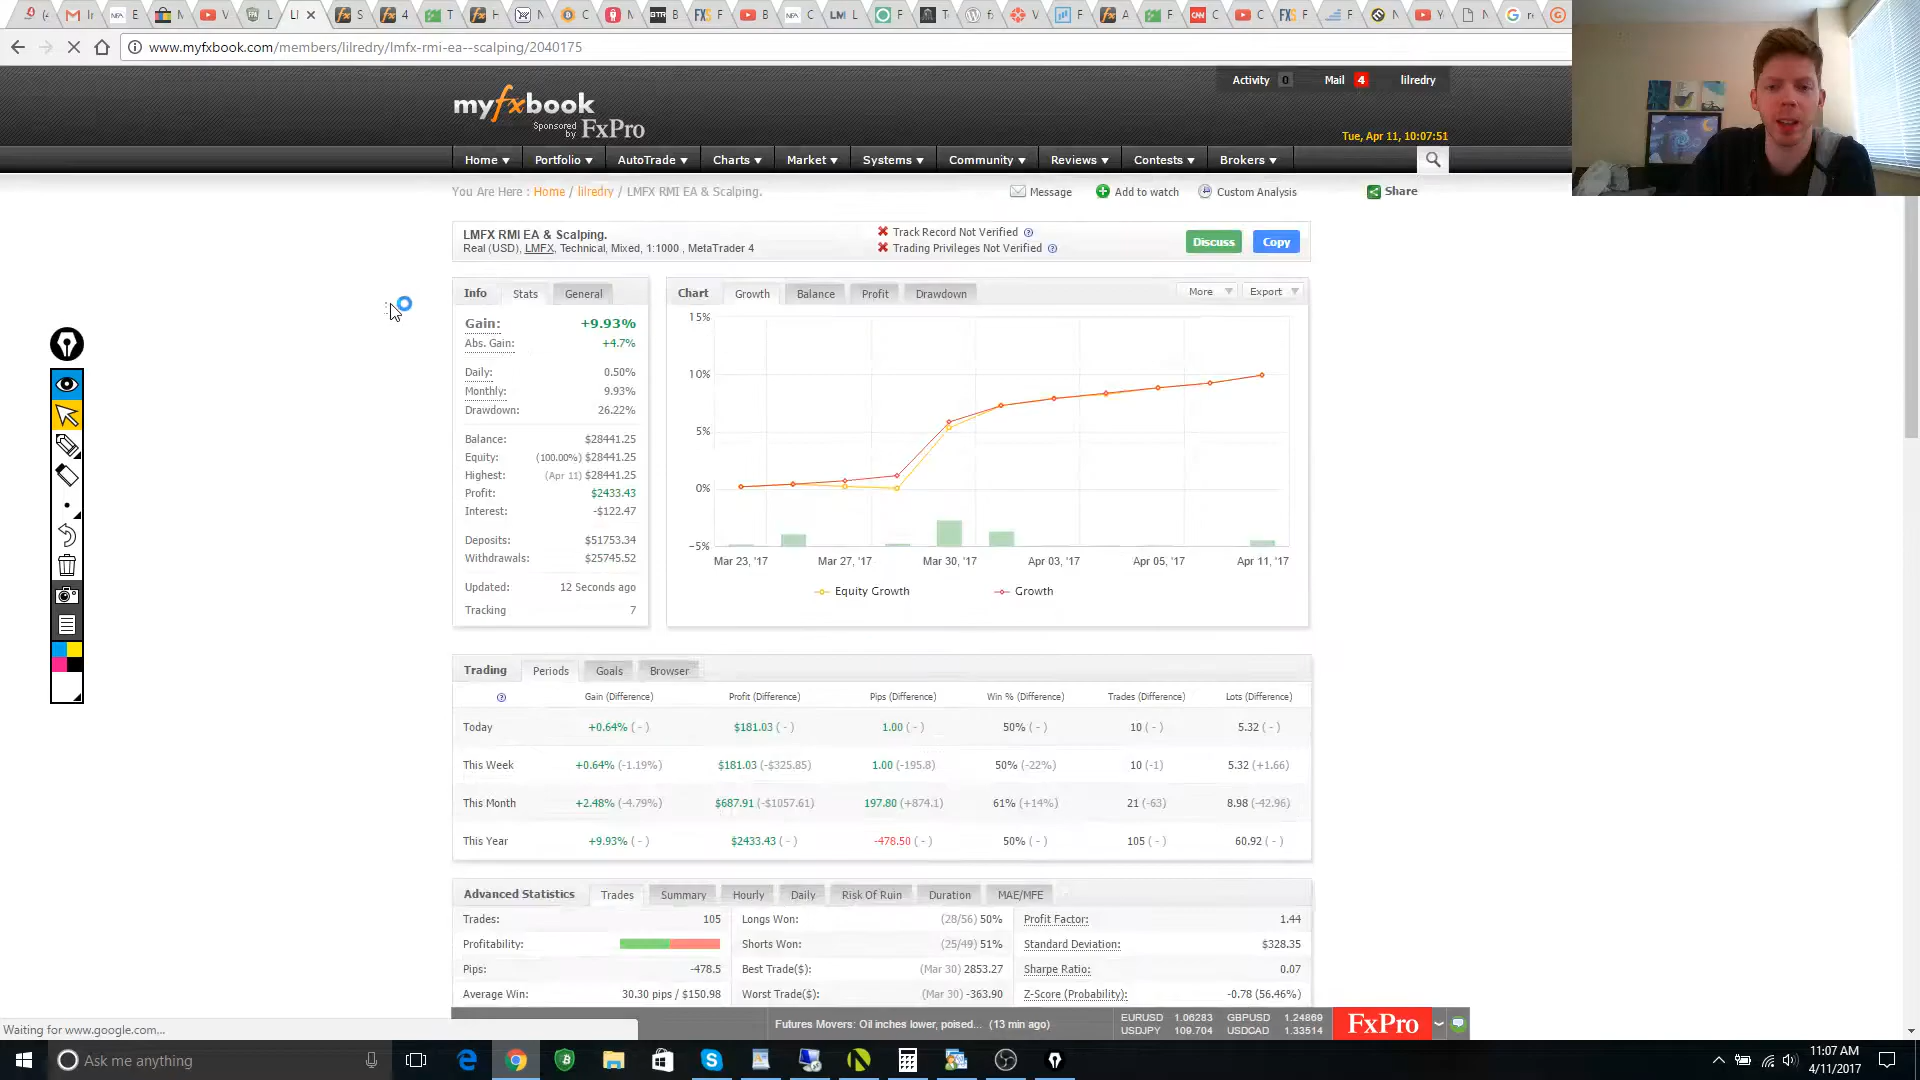 www.myfxbook.com/members/lilredry/lmfx-rmi-ea--scalping/2040175
Activity 0 Mail 4 lilredry
myfxbook
Sponsored by FxPro
Tue, Apr 11, 10:07:51
Home Portfolio AutoTrade Charts Market Systems Community Reviews Contests Brokers
You Are Here : Home / lilredry / LMFX RMI EA & Scalping.
Message Add to watch Custom Analysis Share
LMFX RMI EA & Scalping.
Real (USD), LMFX, Technical, Mixed, 1:1000 , MetaTrader 4
Track Record Not Verified
Trading Privileges Not Verified
Discuss Copy
Info Stats General
Gain: +9.93%
Abs. Gain: +4.7%
Daily: 0.50%
Monthly: 9.93%
Drawdown: 26.22%
Balance: $28441.25
Equity: (100.00%) $28441.25
Highest: (Apr 11) $28441.25
Profit: $2433.43
Interest: -$122.47
Deposits: $51753.34
Withdrawals: $25745.52
Updated: 12 Seconds ago
Tracking 7
Chart Growth Balance Profit Drawdown More Export
15%
10%
5%
0%
-5%
Mar 23, '17 Mar 27, '17 Mar 30, '17 Apr 03, '17 Apr 05, '17 Apr 11, '17
Equity Growth Growth
Trading Periods Goals Browser
Gain (Difference) Profit (Difference) Pips (Difference) Win % (Difference) Trades (Difference) Lots (Difference)
Today +0.64% ( - ) $181.03 ( - ) 1.00 ( - ) 50% ( - ) 10 ( - ) 5.32 ( - )
This Week +0.64% (-1.19%) $181.03 (-$325.85) 1.00 (-195.8) 50% (-22%) 10 (-1) 5.32 (+1.66)
This Month +2.48% (-4.79%) $687.91 (-$1057.61) 197.80 (+874.1) 61% (+14%) 21 (-63) 8.98 (-42.96)
This Year +9.93% ( - ) $2433.43 ( - ) -478.50 ( - ) 50% ( - ) 105 ( - ) 60.92 ( - )
Advanced Statistics Trades Summary Hourly Daily Risk Of Ruin Duration MAE/MFE
Trades: 105 Longs Won: (28/56) 50% Profit Factor: 1.44
Profitability: Shorts Won: (25/49) 51% Standard Deviation: $328.35
Pips: -478.5 Best Trade($): (Mar 30) 2853.27 Sharpe Ratio: 0.07
Average Win: 30.30 pips / $150.98 Worst Trade($): (Mar 30) -363.90 Z-Score (Probability): -0.78 (56.46%)
Waiting for www.google.com...
Futures Movers: Oil inches lower, poised... (13 min ago)
EURUSD 1.06283 GBPUSD 1.24869
USDJPY 109.704 USDCAD 1.33514
FxPro
Ask me anything
11:07 AM
4/11/2017